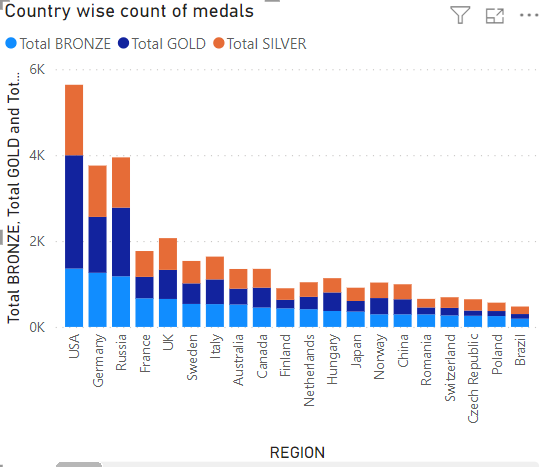 Country wise count of medals
Total BRONZE Total GOLD Total SILVER
Total BRONZE, Total GOLD and Tot...
6K
4K
2K
0K
USA
Germany
Russia
France
UK
Sweden
Italy
Australia
Canada
Finland
Netherlands
Hungary
Japan
Norway
China
Romania
Switzerland
Czech Republic
Poland
Brazil
REGION